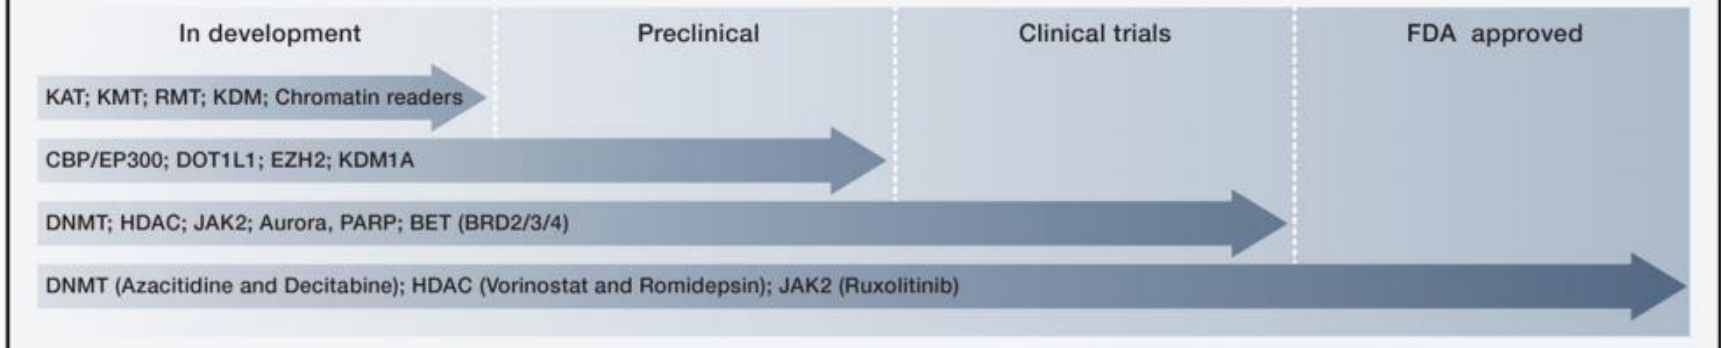 In development Preclinical Clinical trials FDA approved
KAT; KMT; RMT; KDM; Chromatin readers
CBP/EP300; DOT1L1; EZH2; KDM1A
DNMT; HDAC; JAK2; Aurora, PARP; BET (BRD2/3/4)
DNMT (Azacitidine and Decitabine); HDAC (Vorinostat and Romidepsin); JAK2 (Ruxolitinib)